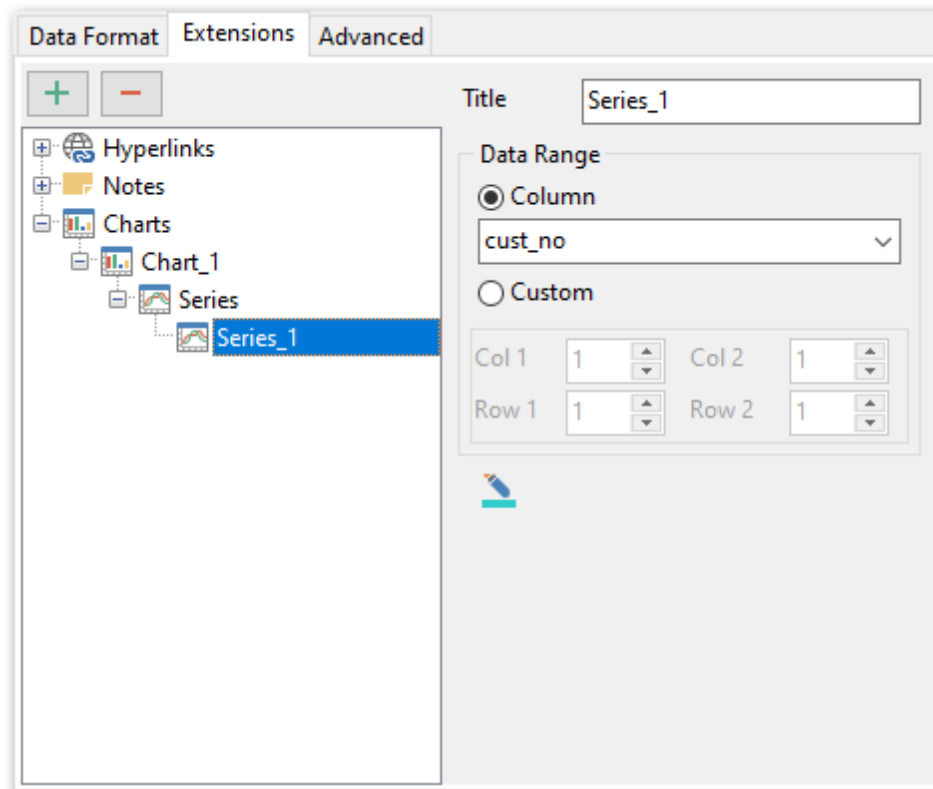 Data Format Extensions Advanced
Title Series_1
Hyperlinks
Notes
Charts
Chart_1
Series
Series_1
Data Range
Column
cust_no
Custom
Col 1 1 Col 2 1
Row 1 1 Row 2 1